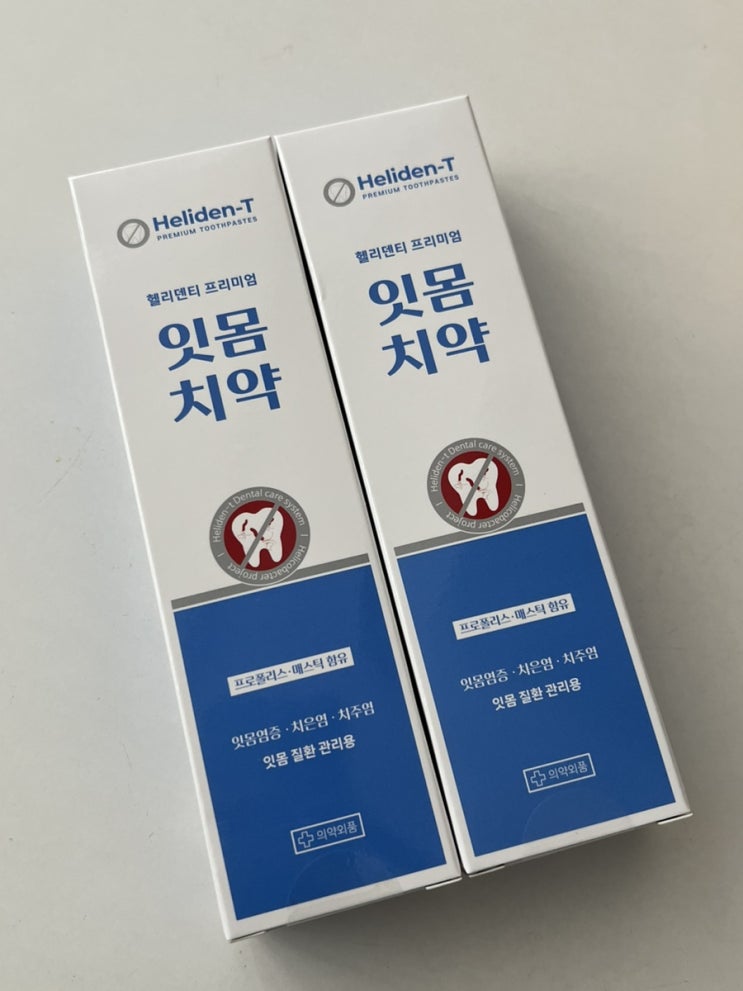 Heliden-T
PREMIUM TOOTHPASTES
헬리덴티 프리미엄
잇몸
치약
Heliden-t Dental care system
Helicobacter project
프로폴리스·매스틱 함유
잇몸염증·치은염·치주염
잇몸 질환 관리용
의약외품
Heliden-T
PREMIUM TOOTHPASTES
헬리덴티 프리미엄
잇몸
치약
Heliden-t Dental care system
Helicobacter project
프로폴리스·매스틱 함유
잇몸염증·치은염·치주염
잇몸 질환 관리용
의약외품